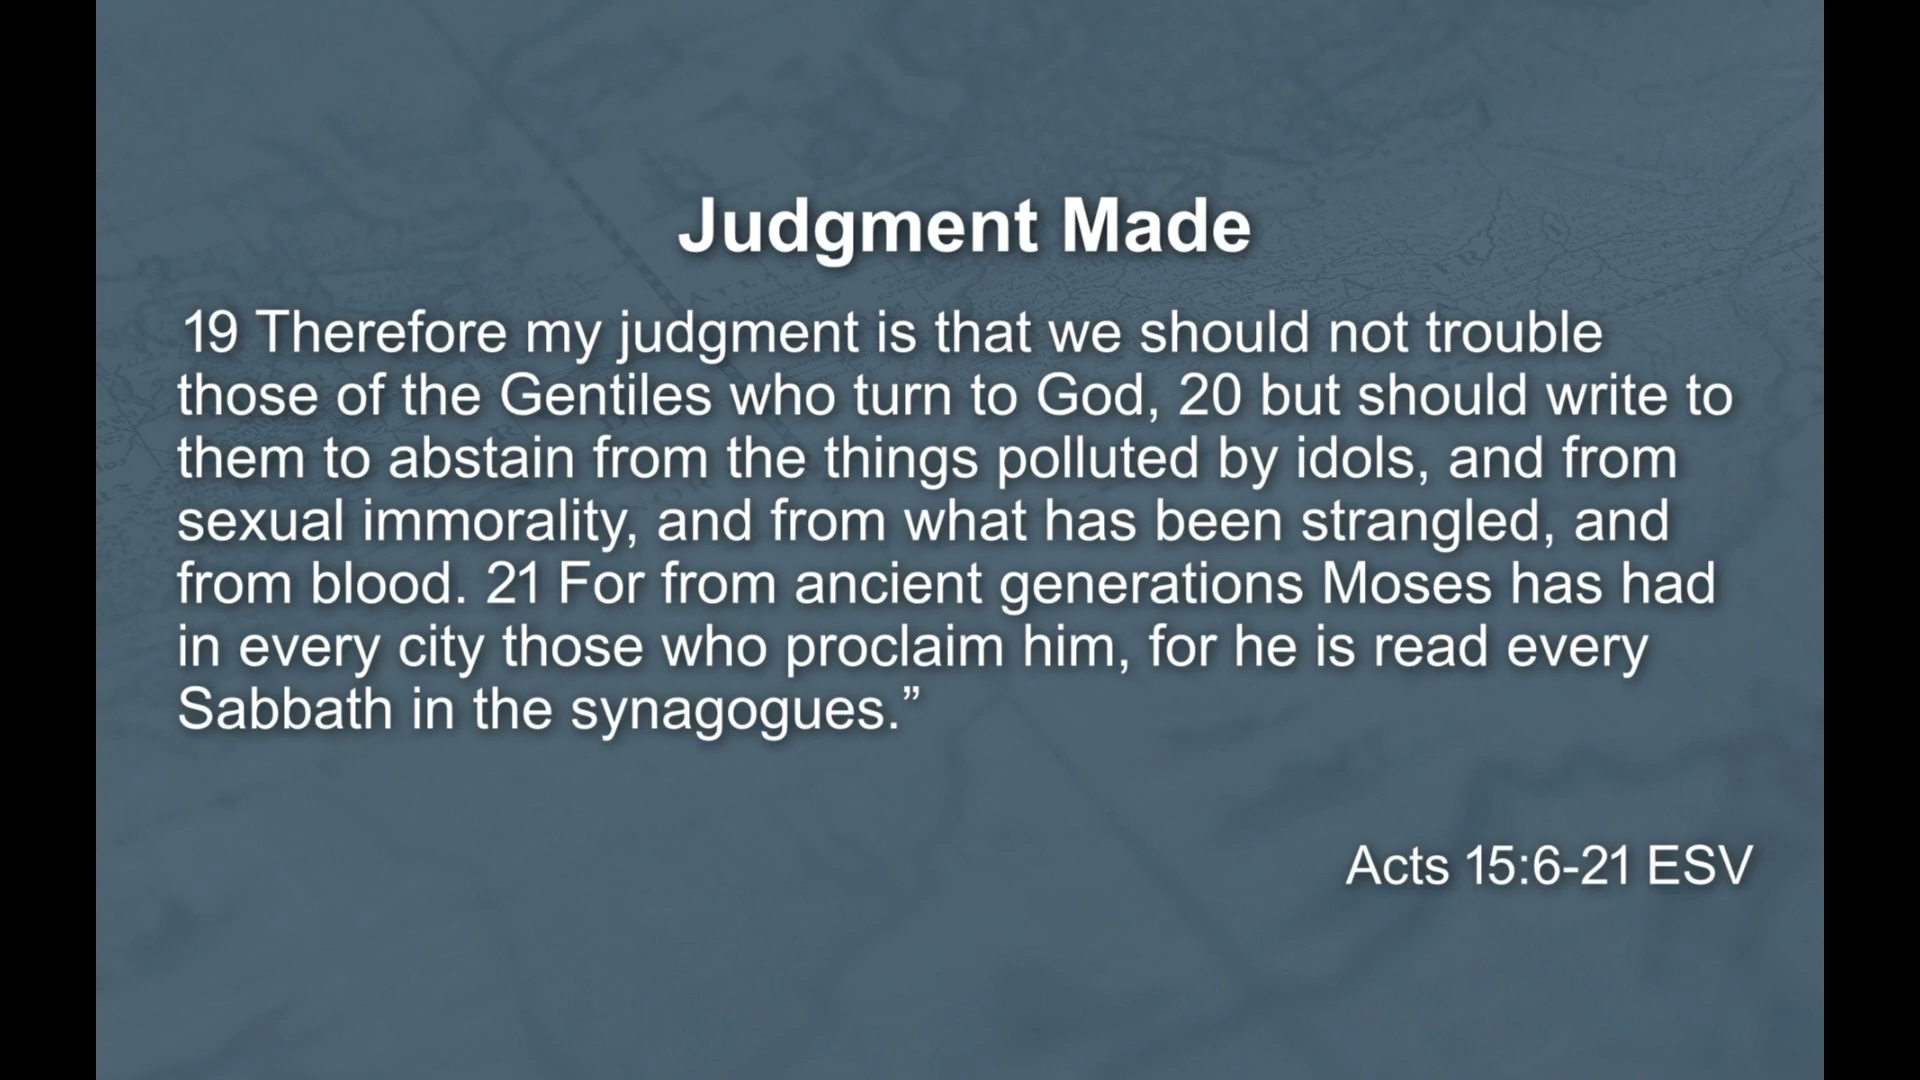 Judgment Made
19 Therefore my judgment is that we should not trouble
those of the Gentiles who turn to God, 20 but should write to
them to abstain from the things polluted by idols, and from
sexual immorality, and from what has been strangled, and
from blood. 21 For from ancient generations Moses has had
in every city those who proclaim him, for he is read every
Sabbath in the synagogues.”
Acts 15:6-21 ESV